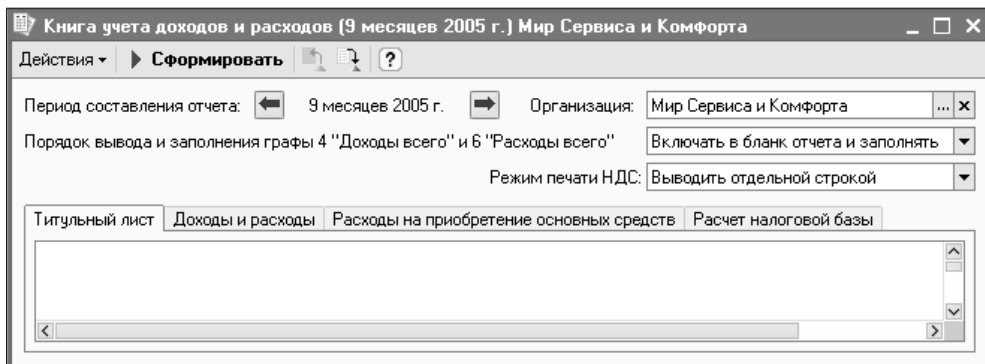 Книга учета доходов и расходов (9 месяцев 2005 г.) Мир Сервиса и Комфорта
Действия Сформировать ?
Период составления отчета: 9 месяцев 2005 г. Организация: Мир Сервиса и Комфорта ... x
Порядок вывода и заполнения графы 4 "Доходы всего" и 6 "Расходы всего" Включать в бланк отчета и заполнять
Режим печати НДС: Выводить отдельной строкой
Титульный лист Доходы и расходы Расходы на приобретение основных средств Расчет налоговой базы